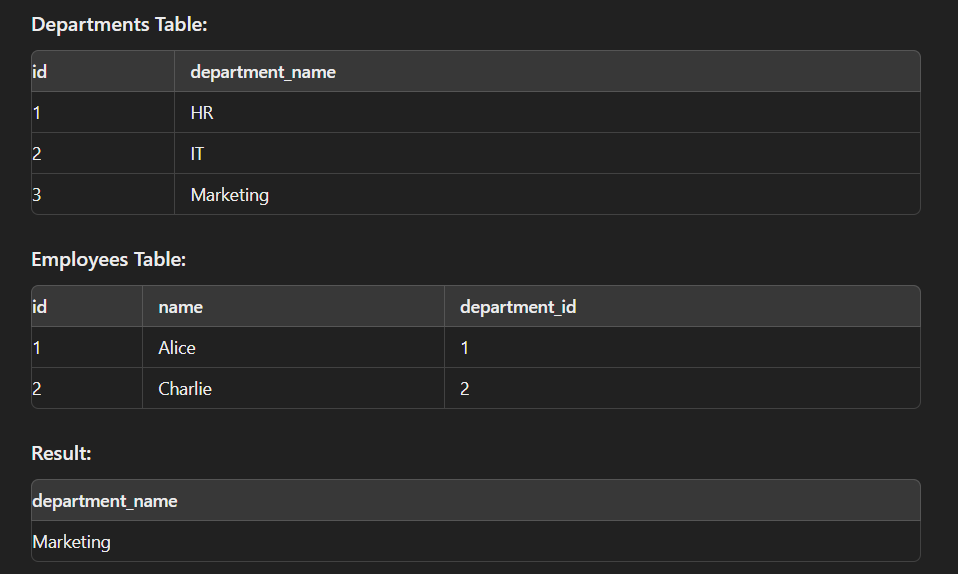 Departments Table:
id department_name
1 HR
2 IT
3 Marketing
Employees Table:
id name department_id
1 Alice 1
2 Charlie 2
Result:
department_name
Marketing